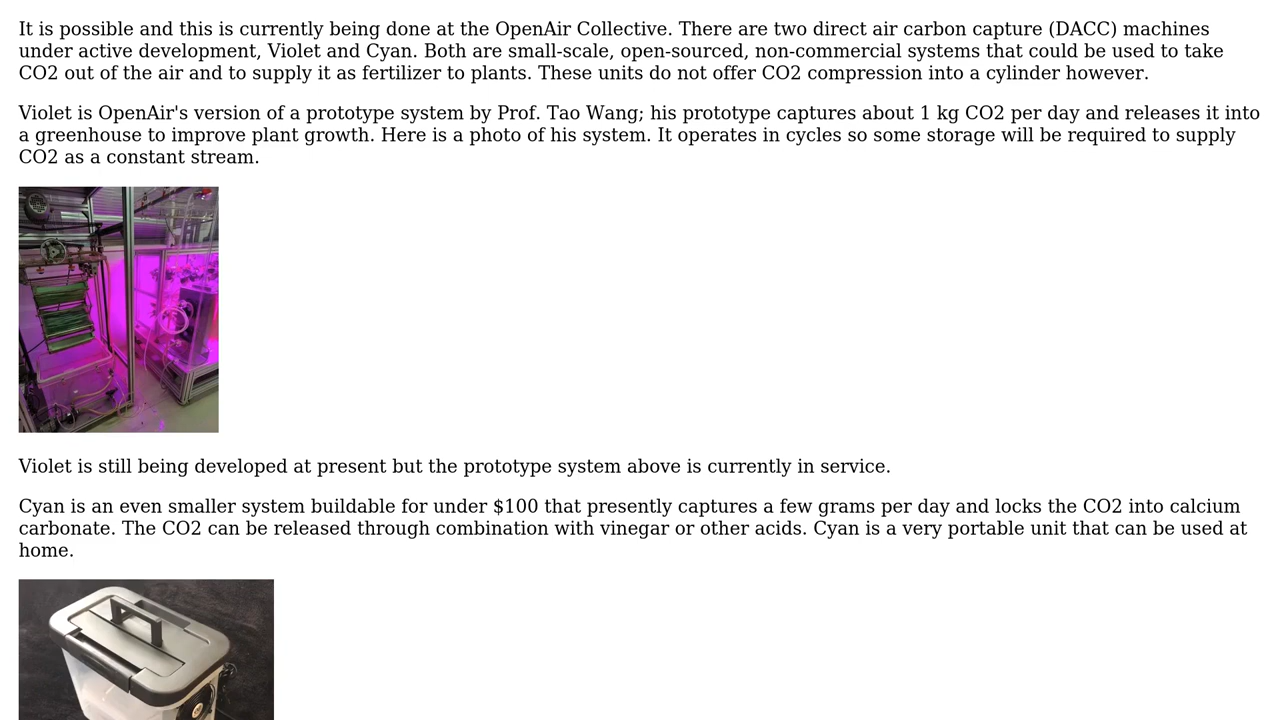 It is possible and this is currently being done at the OpenAir Collective. There are two direct air carbon capture (DACC) machines
under active development, Violet and Cyan. Both are small-scale, open-sourced, non-commercial systems that could be used to take
CO2 out of the air and to supply it as fertilizer to plants. These units do not offer CO2 compression into a cylinder however.
Violet is OpenAir's version of a prototype system by Prof. Tao Wang; his prototype captures about 1 kg CO2 per day and releases it into
a greenhouse to improve plant growth. Here is a photo of his system. It operates in cycles so some storage will be required to supply
CO2 as a constant stream.
Violet is still being developed at present but the prototype system above is currently in service.
Cyan is an even smaller system buildable for under $100 that presently captures a few grams per day and locks the CO2 into calcium
carbonate. The CO2 can be released through combination with vinegar or other acids. Cyan is a very portable unit that can be used at
home.